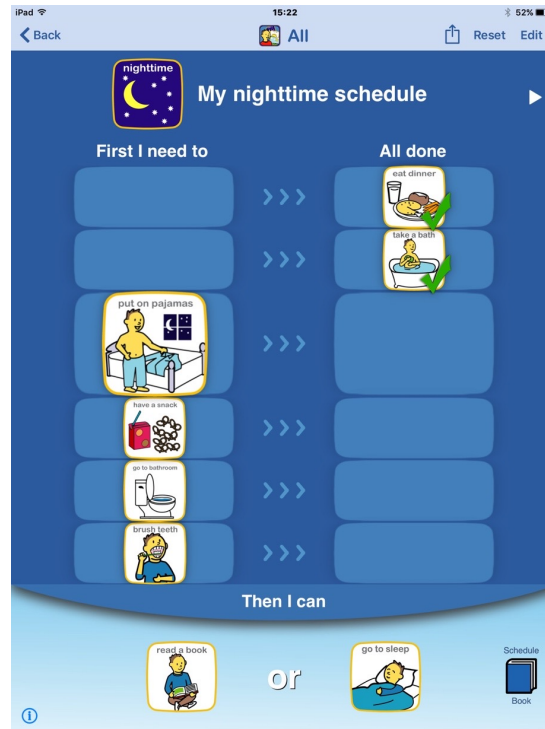 iPad 15:22 52%
Back All Reset Edit
nighttime
My nighttime schedule
First I need to All done
eat dinner
take a bath
put on pajamas
have a snack
go to bathroom
brush teeth
Then I can
read a book or go to sleep
Schedule
Book